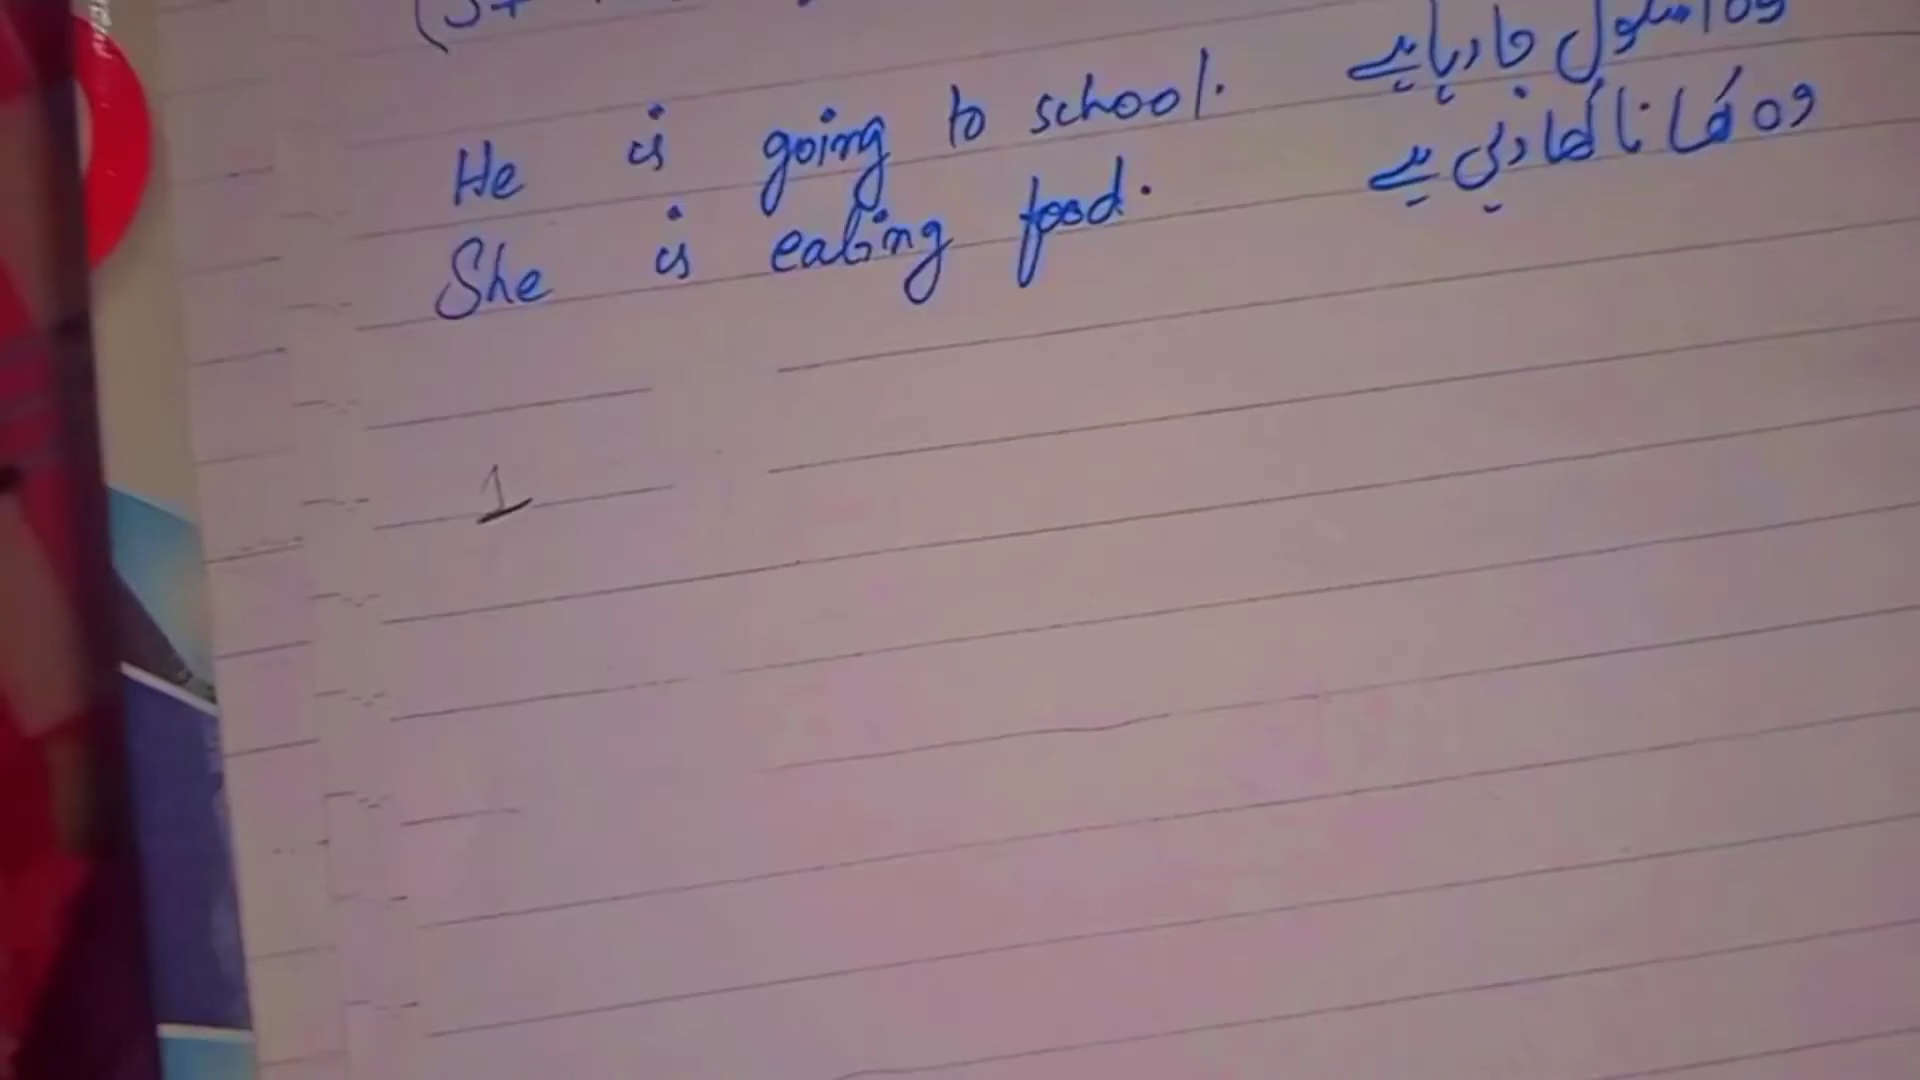 He is going to school. وہ اسکول جا رہا ہے
She is eating food. وہ کھانا کھا رہی ہے
1